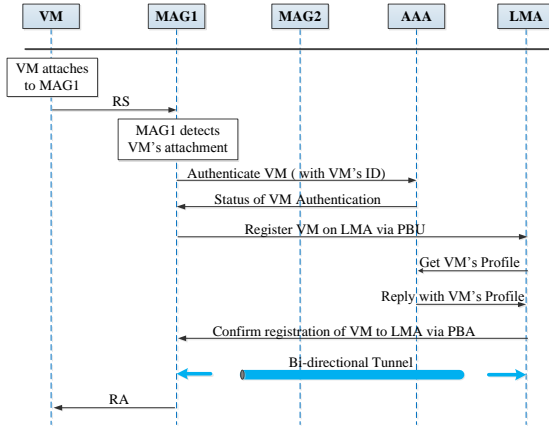 VM MAG1 MAG2 AAA LMA
VM attaches
to MAG1
RS
MAG1 detects
VM's attachment
Authenticate VM ( with VM's ID)
Status of VM Authentication
Register VM on LMA via PBU
Get VM's Profile
Reply with VM's Profile
Confirm registration of VM to LMA via PBA
Bi-directional Tunnel
RA